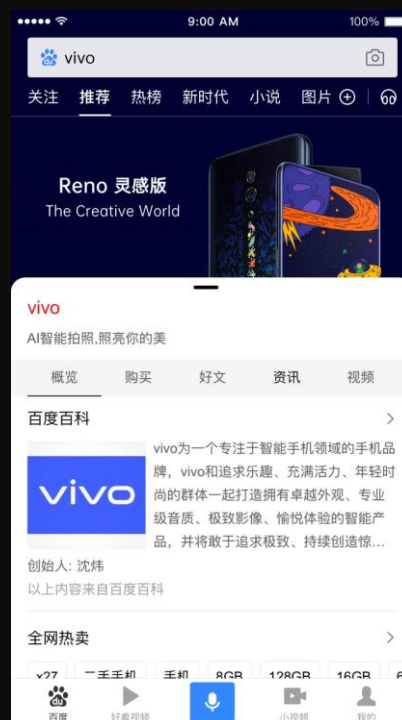 9:00 AM
100%
vivo
关注 推荐 热榜 新时代 小说 图片
Reno 灵感版
The Creative World
vivo
AI智能拍照,照亮你的美
概览 购买 好文 资讯 视频
百度百科
vivo
vivo为一个专注于智能手机领域的手机品
牌，vivo和追求乐趣、充满活力、年轻时
尚的群体一起打造拥有卓越外观、专业
级音质、极致影像、愉悦体验的智能产
品，并将敢于追求极致、持续创造惊…
创始人: 沈炜
以上内容来自百度百科
全网热卖
x27 二手手机 手机 8GB 128GB 16GB 6
du
百度 好看视频 小视频 我的